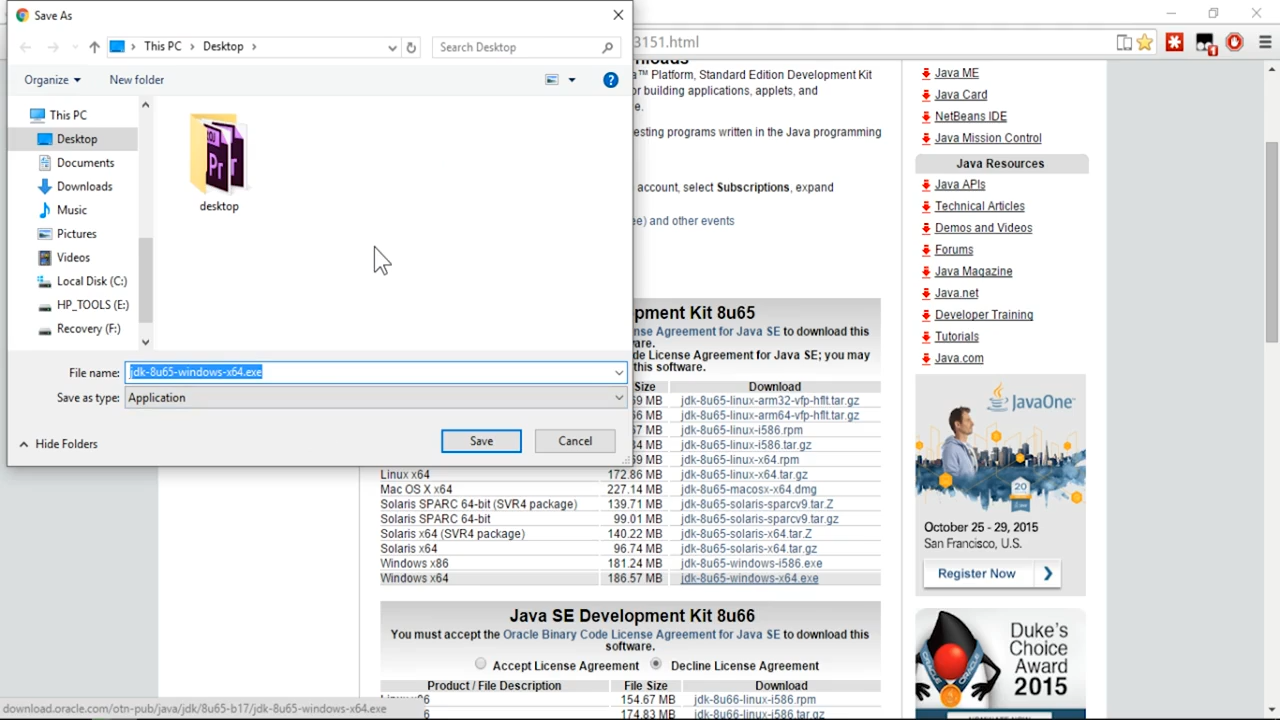 Save As
This PC
Desktop
Search Desktop
Organize
New folder
This PC
Desktop
Documents
Downloads
Music
Pictures
Videos
Local Disk (C:)
HP_TOOLS (E:)
Recovery (F:)
desktop
File name:
jdk-8u65-windows-x64.exe
Save as type:
Application
Hide Folders
Save
Cancel
3151.html
™ Platform, Standard Edition Development Kit
or building applications, applets, and
esting programs written in the Java programming
account, select Subscriptions, expand
ee) and other events
pment Kit 8u65
nse Agreement for Java SE to download this
are.
de License Agreement for Java SE; you may
this software.
Size Download
69 MB jdk-8u65-linux-arm32-vfp-hflt.tar.gz
66 MB jdk-8u65-linux-arm64-vfp-hflt.tar.gz
67 MB jdk-8u65-linux-i586.rpm
34 MB jdk-8u65-linux-i586.tar.gz
69 MB jdk-8u65-linux-x64.rpm
Linux x64 172.86 MB jdk-8u65-linux-x64.tar.gz
Mac OS X x64 227.14 MB jdk-8u65-macosx-x64.dmg
Solaris SPARC 64-bit (SVR4 package) 139.71 MB jdk-8u65-solaris-sparcv9.tar.Z
Solaris SPARC 64-bit 99.01 MB jdk-8u65-solaris-sparcv9.tar.gz
Solaris x64 (SVR4 package) 140.22 MB jdk-8u65-solaris-x64.tar.Z
Solaris x64 96.74 MB jdk-8u65-solaris-x64.tar.gz
Windows x86 181.24 MB jdk-8u65-windows-i586.exe
Windows x64 186.57 MB jdk-8u65-windows-x64.exe
Java SE Development Kit 8u66
You must accept the Oracle Binary Code License Agreement for Java SE to download this
software.
Accept License Agreement Decline License Agreement
Product / File Description File Size Download
154.67 MB jdk-8u66-linux-i586.rpm
174.83 MB jdk-8u66-linux-i586.tar.gz
download.oracle.com/otn-pub/java/jdk/8u65-b17/jdk-8u65-windows-x64.exe
Java ME
Java Card
NetBeans IDE
Java Mission Control
Java Resources
Java APIs
Technical Articles
Demos and Videos
Forums
Java Magazine
Java.net
Developer Training
Tutorials
Java.com
JavaOne™
20
October 25 - 29, 2015
San Francisco, U.S.
Register Now
Duke's
Choice
Award
2015